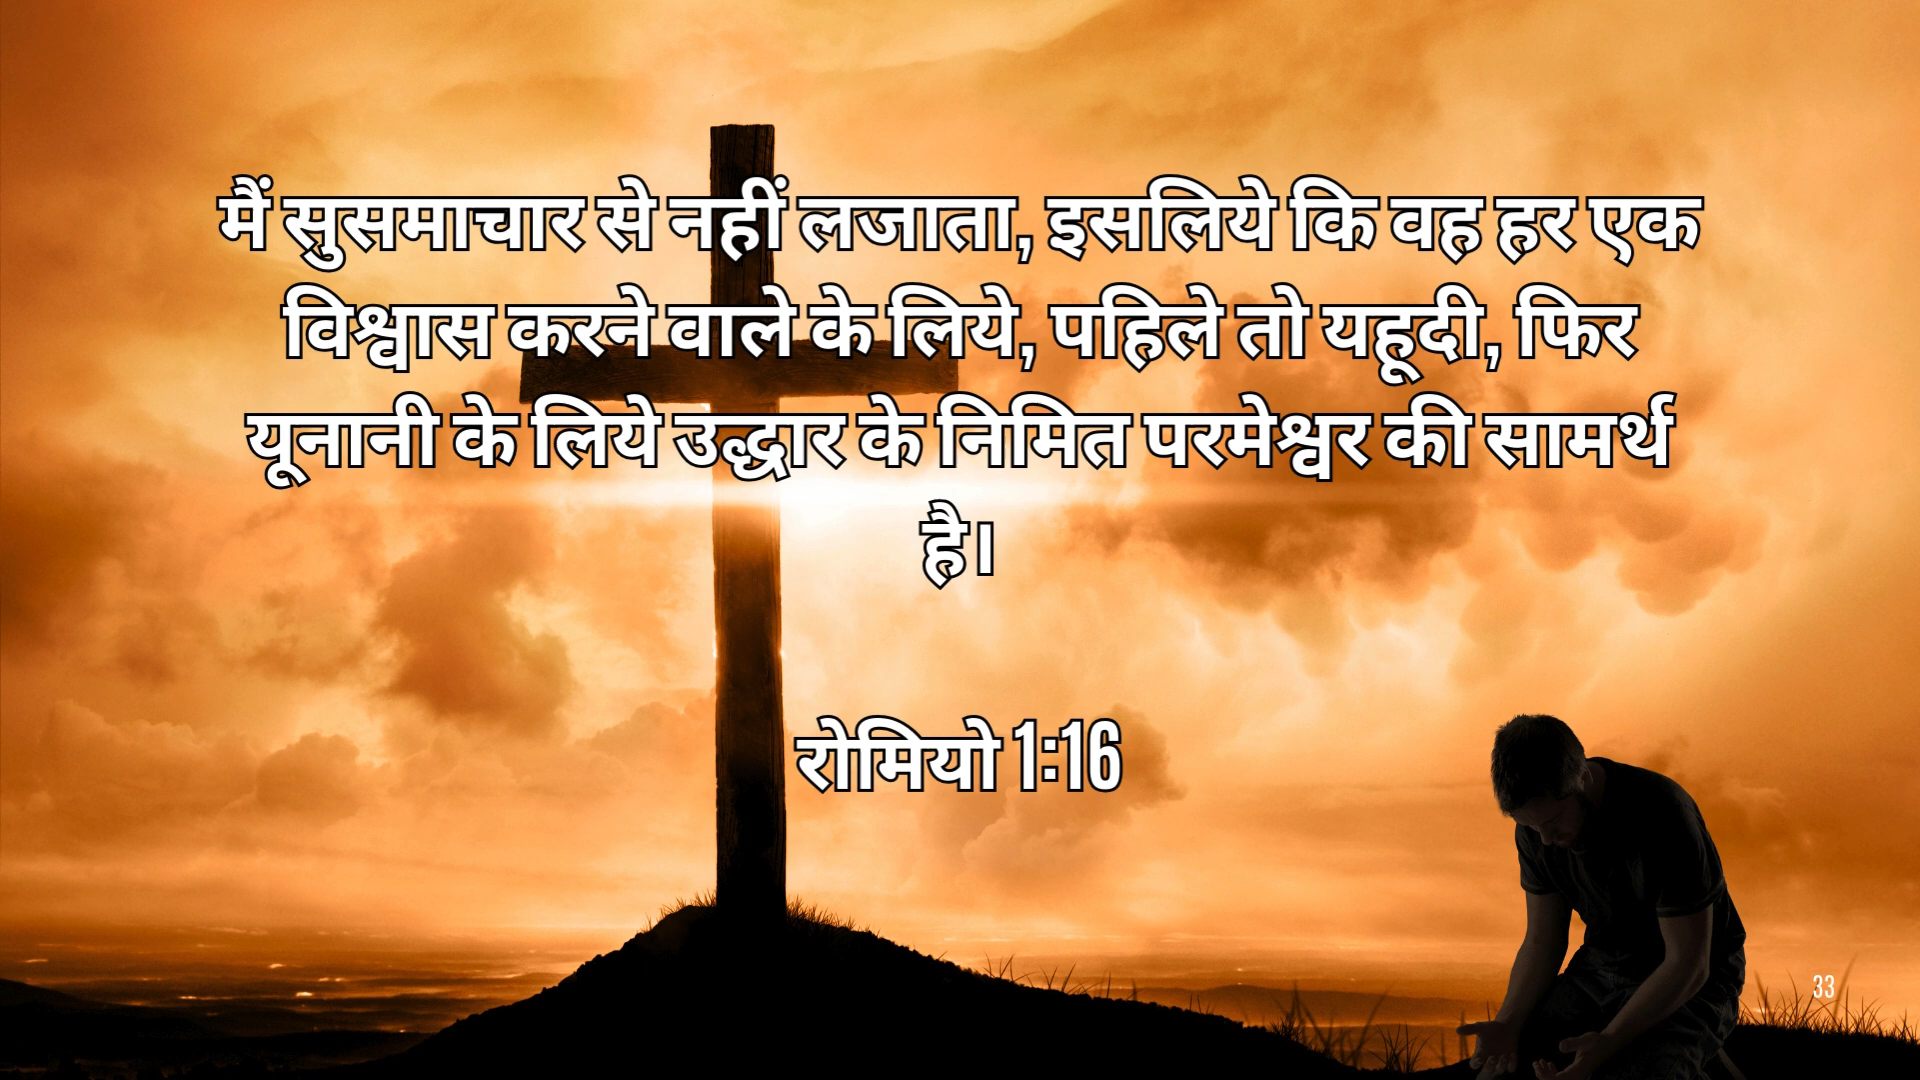 मैं सुसमाचार से नहीं लजाता, इसलिये कि वह हर एक
विश्वास करने वाले के लिये, पहिले तो यहूदी, फिर
यूनानी के लिये उद्धार के निमित परमेश्वर की सामर्थ
है।
रोमियो 1:16
33